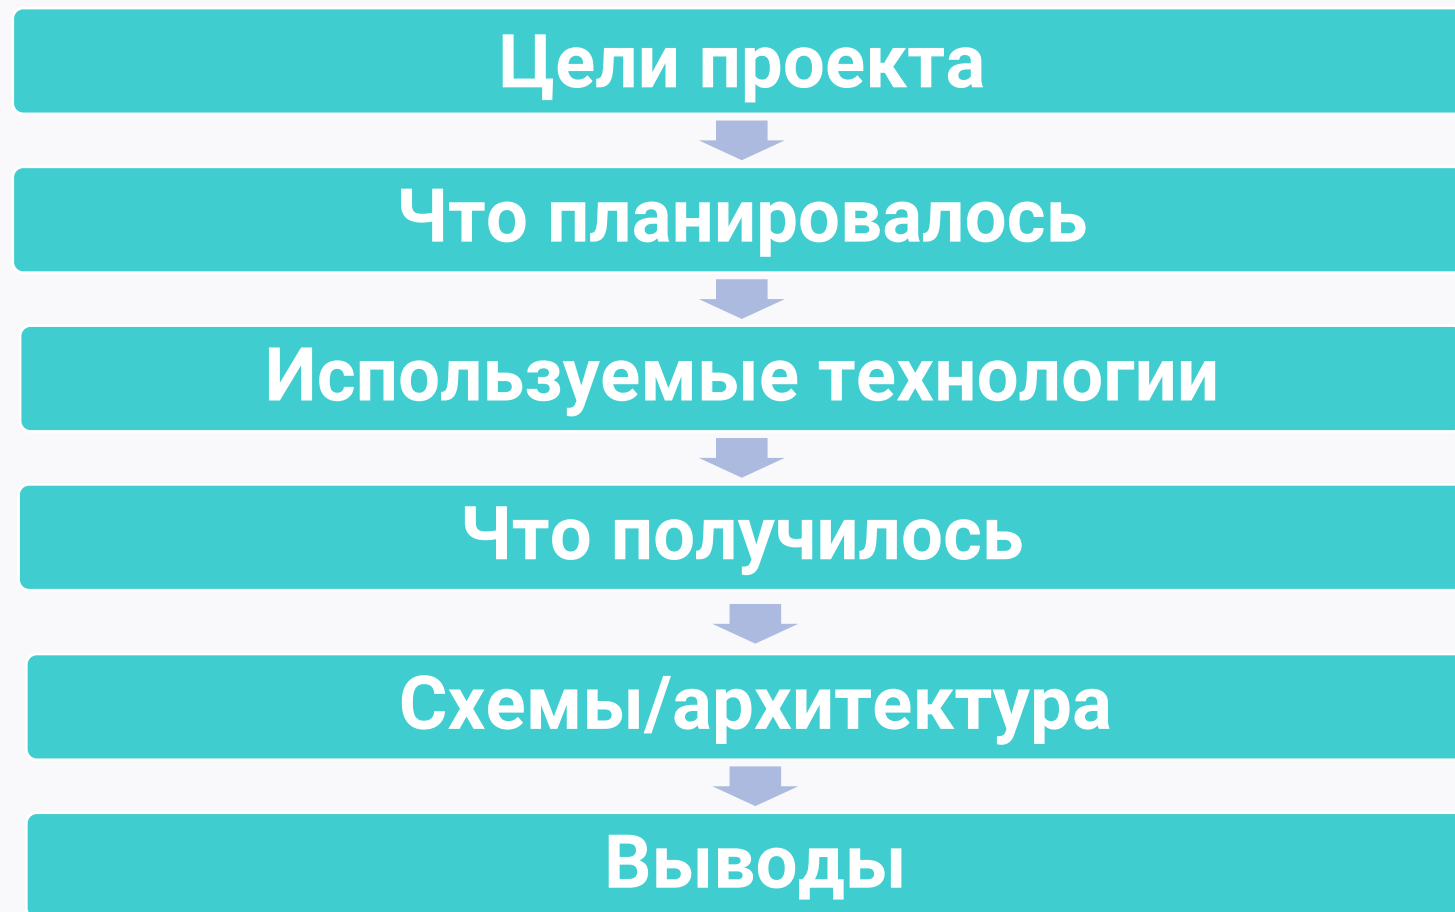 Цели проекта
Что планировалось
Используемые технологии
Что получилось
Схемы/архитектура
Выводы